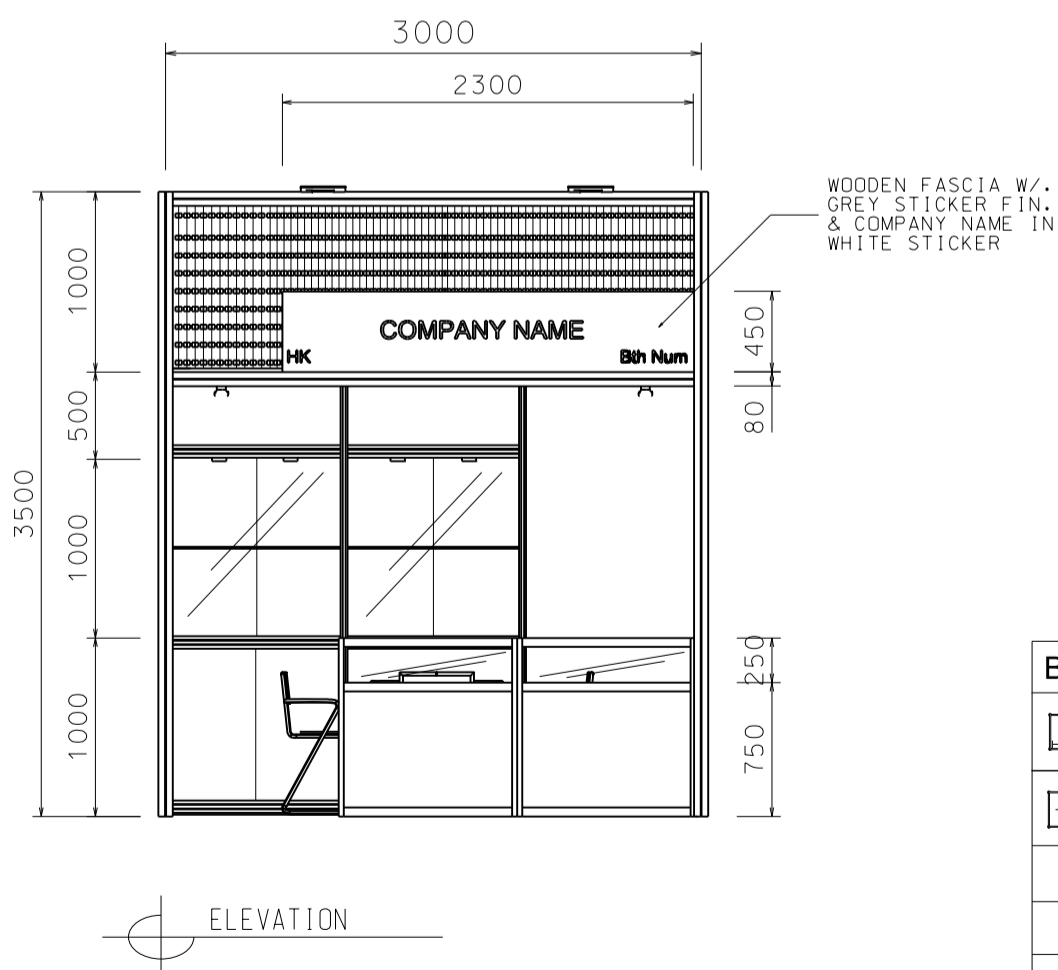 3000
2300
WOODEN FASCIA W/.
GREY STICKER FIN.
& COMPANY NAME IN
WHITE STICKER
1000
450
COMPANY NAME
HK
Bth Num
500
80
3500
1000
250
1000
750
ELEVATION